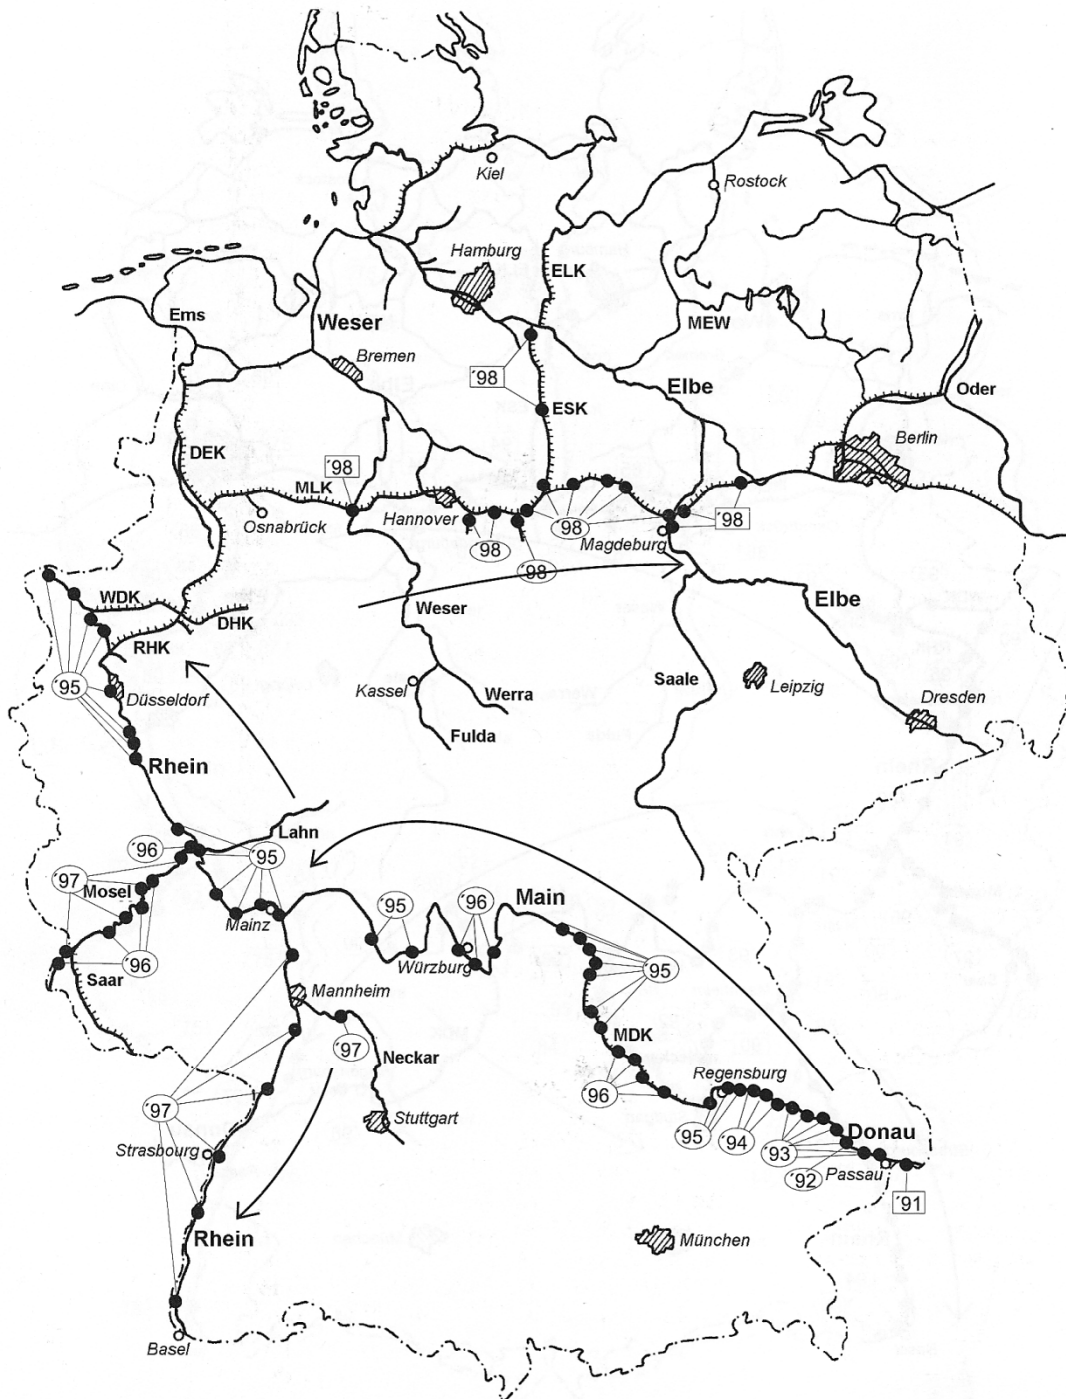 Kiel
Rostock
Hamburg
ELK
Ems
Weser
MEW
Bremen
´98
Elbe
Oder
ESK
Berlin
DEK
´98
MLK
Osnabrück
Hannover
´98
´98
Magdeburg
´98
´98
WDK
DHK
Weser
Elbe
RHK
´95
Düsseldorf
Kassel
Werra
Saale
Leipzig
Dresden
Fulda
Rhein
Lahn
´96
´95
´97
Mosel
Mainz
´95
´96
Main
Würzburg
´96
´95
Saar
Mannheim
MDK
´97
Neckar
Regensburg
´96
´97
Stuttgart
´95
´94
Donau
´93
Strasbourg
´92
Passau
´91
Rhein
München
Basel